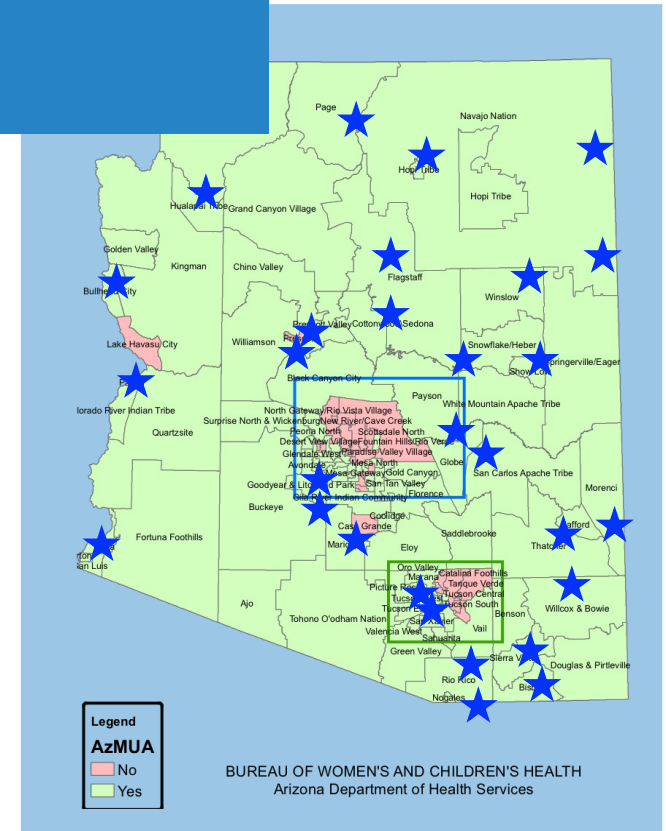 Page
Navajo Nation
Hopi Tribe
Hopi Tribe
Hualapai Tribe
Grand Canyon Village
Golden Valley
Kingman
Chino Valley
Flagstaff
Bullhead City
Winslow
Prescott Valley
Cottonwood
Sedona
Williamson
Lake Havasu City
Snowflake/Heber
Springerville/Eager
Show Low
Black Canyon City
Payson
White Mountain Apache Tribe
lorado River Indian Tribe
North Gateway/Rio Vista Village
Surprise North & Wickenburg
New River/Cave Creek
Quartzsite
Peoria North
Scottsdale North
Desert View Village
Fountain Hills/Rio Verde
Glendale West
Paradise Valley Village
Avondale
Mesa North
Globe
Mesa Gateway
Gold Canyon
San Carlos Apache Tribe
Goodyear & Litchfield Park
San Tan Valley
Morenci
Florence
Gila River Indian Community
Buckeye
Coolidge
Casa Grande
Safford
Fortuna Foothills
Maricopa
Eloy
Saddlebrooke
Thatcher
an Luis
Oro Valley
Marana
Catalina Foothills
Picture Rocks
Tanque Verde
Tucson Central
Tucson West
Tucson South
Ajo
Tohono O'odham Nation
Benson
Willcox & Bowie
Valencia West
Vail
Sahuarita
Green Valley
Sierra Vista
Douglas & Pirtleville
Rio Rico
Bisbee
Nogales
Legend
AzMUA
No
Yes
BUREAU OF WOMEN'S AND CHILDREN'S HEALTH
Arizona Department of Health Services